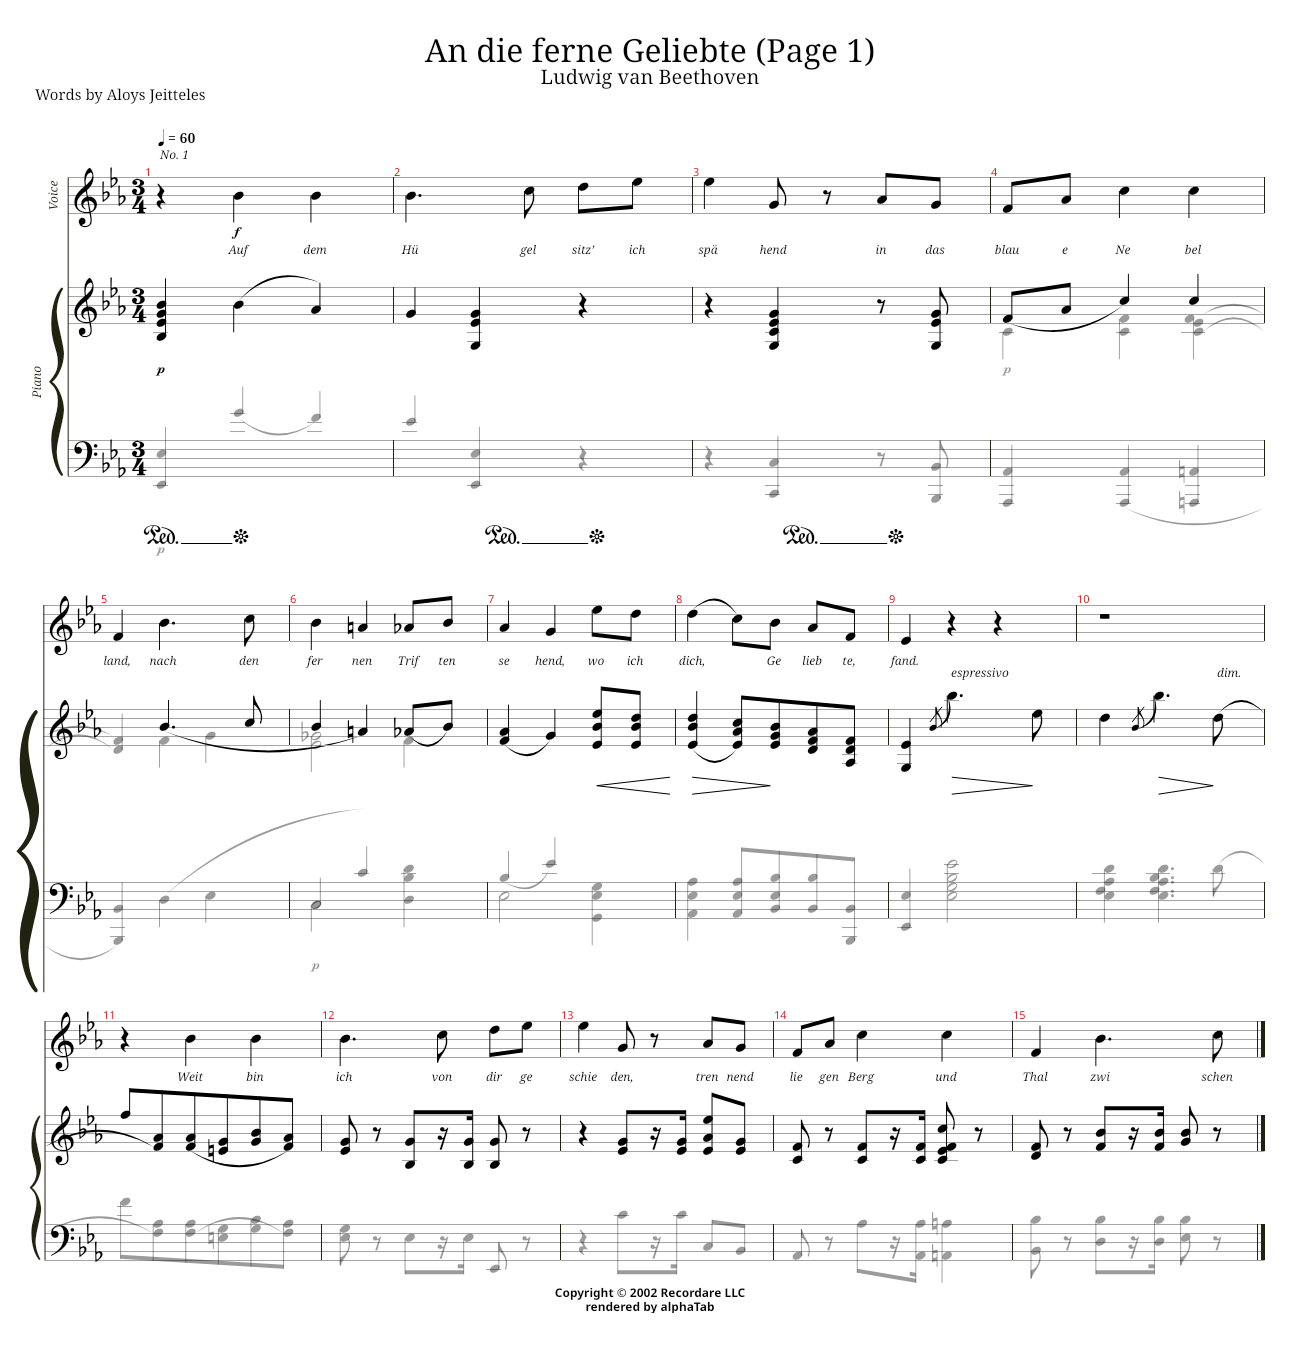 An die ferne Geliebte (Page 1)
Ludwig van Beethoven
Words by Aloys Jeitteles
= 60
No. 1
1 2 3 4
Voice
f
Auf dem Hü gel sitz' ich spä hend in das blau e Ne bel
Piano
p p
p
5 6 7 8 9 10
land, nach den fer nen Trif ten se hend, wo ich dich, Ge lieb te, fand.
espressivo dim.
p
11 12 13 14 15
Weit bin ich von dir ge schie den, tren nend lie gen Berg und Thal zwi schen
Copyright © 2002 Recordare LLC
rendered by alphaTab